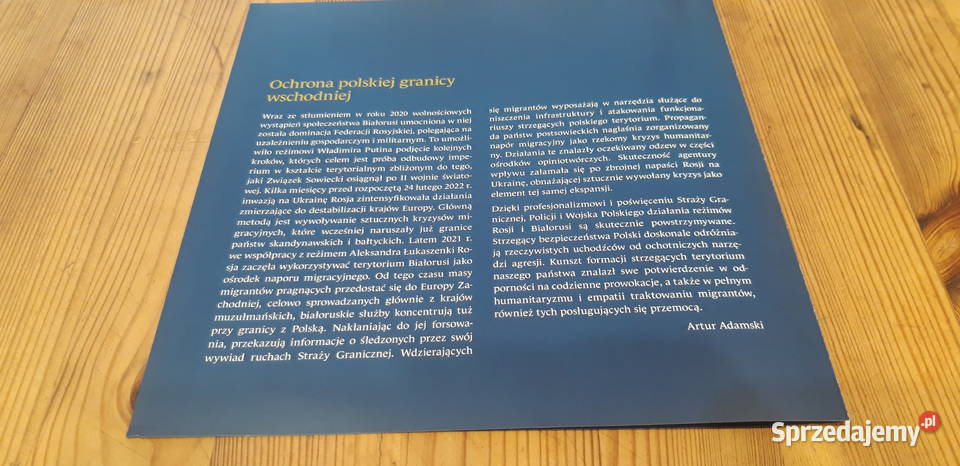 Ochrona polskiej granicy
wschodniej
Wraz ze stłumieniem w roku 2020 wolnościowych
wystąpień społeczeństwa Białorusi umocniona w niej
została dominacja Federacji Rosyjskiej, polegająca na
uzależnieniu gospodarczym i militarnym. To umożli-
wiło reżimowi Władimira Putina podjęcie kolejnych
kroków, których celem jest próba odbudowy impe-
rium w kształcie terytorialnym zbliżonym do tego,
jaki Związek Sowiecki osiągnął po II wojnie świato-
wej. Kilka miesięcy przed rozpoczętą 24 lutego 2022 r.
inwazją na Ukrainę Rosja zintensyfikowała działania
zmierzające do destabilizacji krajów Europy. Główną
metodą jest wywoływanie sztucznych kryzysów mi-
gracyjnych, które wcześniej naruszały już granice
państw skandynawskich i bałtyckich. Latem 2021 r.
we współpracy z reżimem Aleksandra Łukaszenki Ro-
sja zaczęła wykorzystywać terytorium Białorusi jako
ośrodek naporu migracyjnego. Od tego czasu masy
migrantów pragnących przedostać się do Europy Za-
chodniej, celowo sprowadzanych głównie z krajów
muzułmańskich, białoruskie służby koncentrują tuż
przy granicy z Polską. Nakłaniając do jej forsowa-
nia, przekazują informacje o śledzonych przez swój
wywiad ruchach Straży Granicznej. Wdzierających
się migrantów wyposażają w narzędzia służące do
niszczenia infrastruktury i atakowania funkcjona-
riuszy strzegących polskiego terytorium. Propagan-
da państw postsowieckich nagłaśnia zorganizowany
napór migracyjny jako rzekomy kryzys humanitar-
ny. Działania te znalazły oczekiwany odzew w części
ośrodków opiniotwórczych. Skuteczność agentury
wpływu załamała się po zbrojnej napaści Rosji na
Ukrainę, obnażającej sztucznie wywołany kryzys jako
element tej samej ekspansji.
Dzięki profesjonalizmowi i poświęceniu Straży Gra-
nicznej, Policji i Wojska Polskiego działania reżimów
Rosji i Białorusi są skutecznie powstrzymywane.
Strzegący bezpieczeństwa Polski doskonale odróżnia-
ją rzeczywistych uchodźców od ochotniczych narzę-
dzi agresji. Kunszt formacji strzegących terytorium
naszego państwa znalazł swe potwierdzenie w od-
porności na codzienne prowokacje, a także w pełnym
humanitaryzmu i empatii traktowaniu migrantów,
również tych posługujących się przemocą.
Artur Adamski
Sprzedajemy.pl